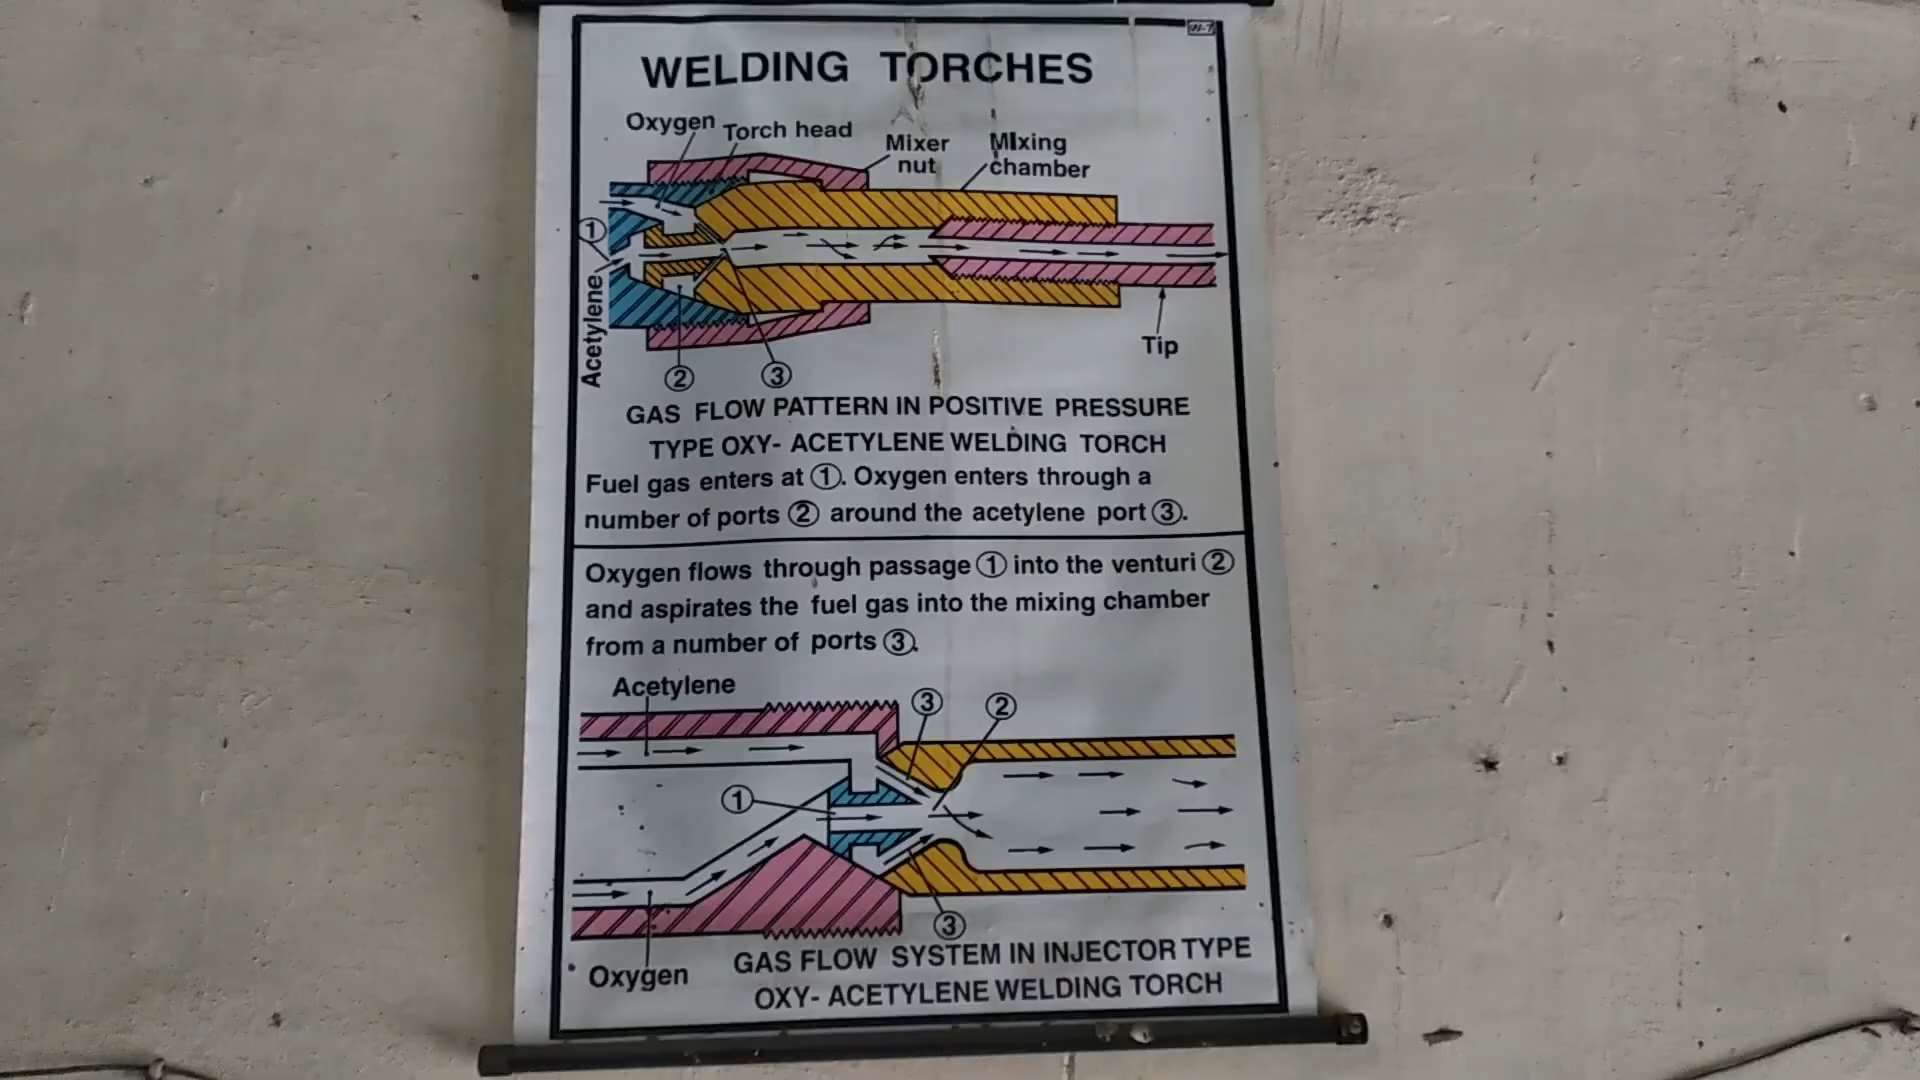 W-7
WELDING TORCHES
Oxygen
Torch head
Mixer
nut
MIxing
chamber
1
Acetylene
2
3
Tip
GAS FLOW PATTERN IN POSITIVE PRESSURE
TYPE OXY- ACETYLENE WELDING TORCH
Fuel gas enters at ①. Oxygen enters through a
number of ports ② around the acetylene port ③.
Oxygen flows through passage ① into the venturi ②
and aspirates the fuel gas into the mixing chamber
from a number of ports ③.
Acetylene
3
2
1
3
Oxygen
GAS FLOW SYSTEM IN INJECTOR TYPE
OXY- ACETYLENE WELDING TORCH